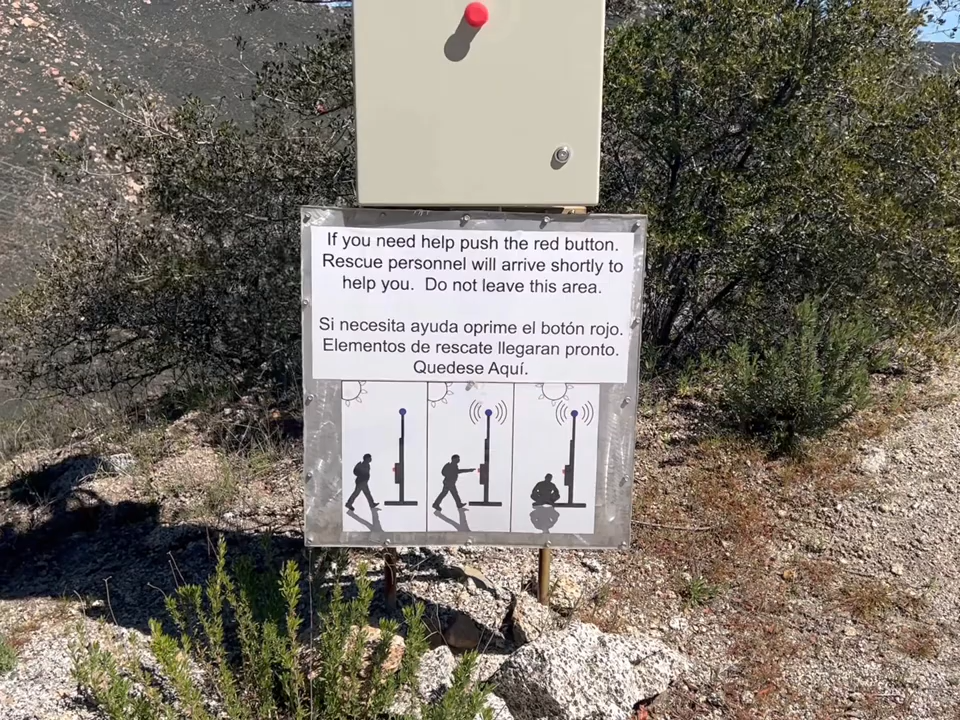 If you need help push the red button.
Rescue personnel will arrive shortly to
help you.  Do not leave this area.
Si necesita ayuda oprime el botón rojo.
Elementos de rescate llegaran pronto.
Quedese Aquí.